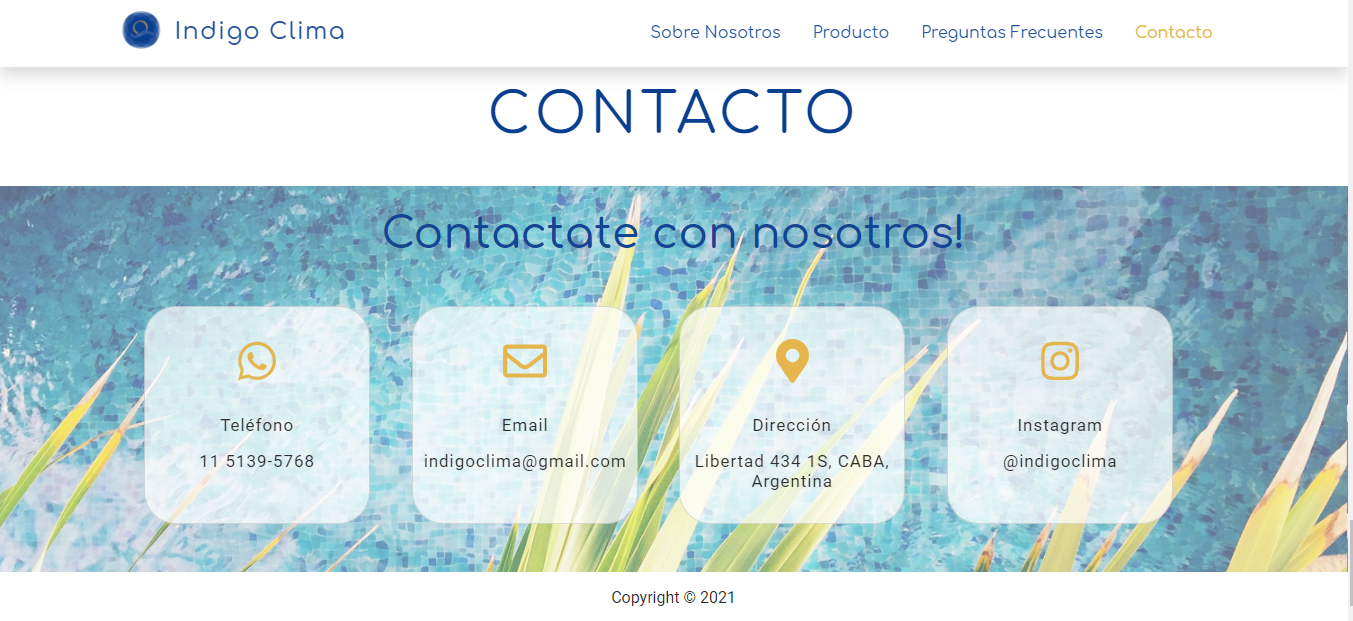 Indigo Clima
Sobre Nosotros
Producto
Preguntas Frecuentes
Contacto
CONTACTO
Contactate con nosotros!
Teléfono
11 5139-5768
Email
indigoclima@gmail.com
Dirección
Libertad 434 1S, CABA,
Argentina
Instagram
@indigoclima
Copyright © 2021